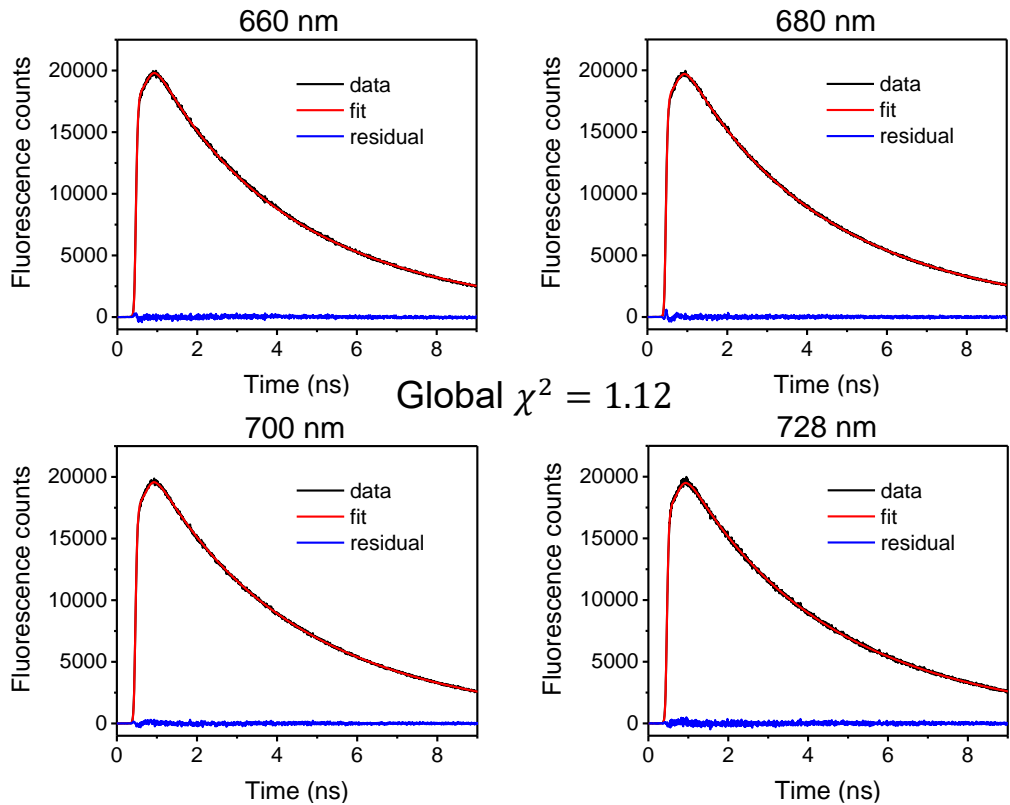 660 nm
Fluorescence counts
20000
15000
10000
5000
0
data
fit
residual
0 2 4 6 8
Time (ns)
680 nm
Fluorescence counts
20000
15000
10000
5000
0
data
fit
residual
0 2 4 6 8
Time (ns)
Global χ² = 1.12
700 nm
Fluorescence counts
20000
15000
10000
5000
0
data
fit
residual
0 2 4 6 8
Time (ns)
728 nm
Fluorescence counts
20000
15000
10000
5000
0
data
fit
residual
0 2 4 6 8
Time (ns)